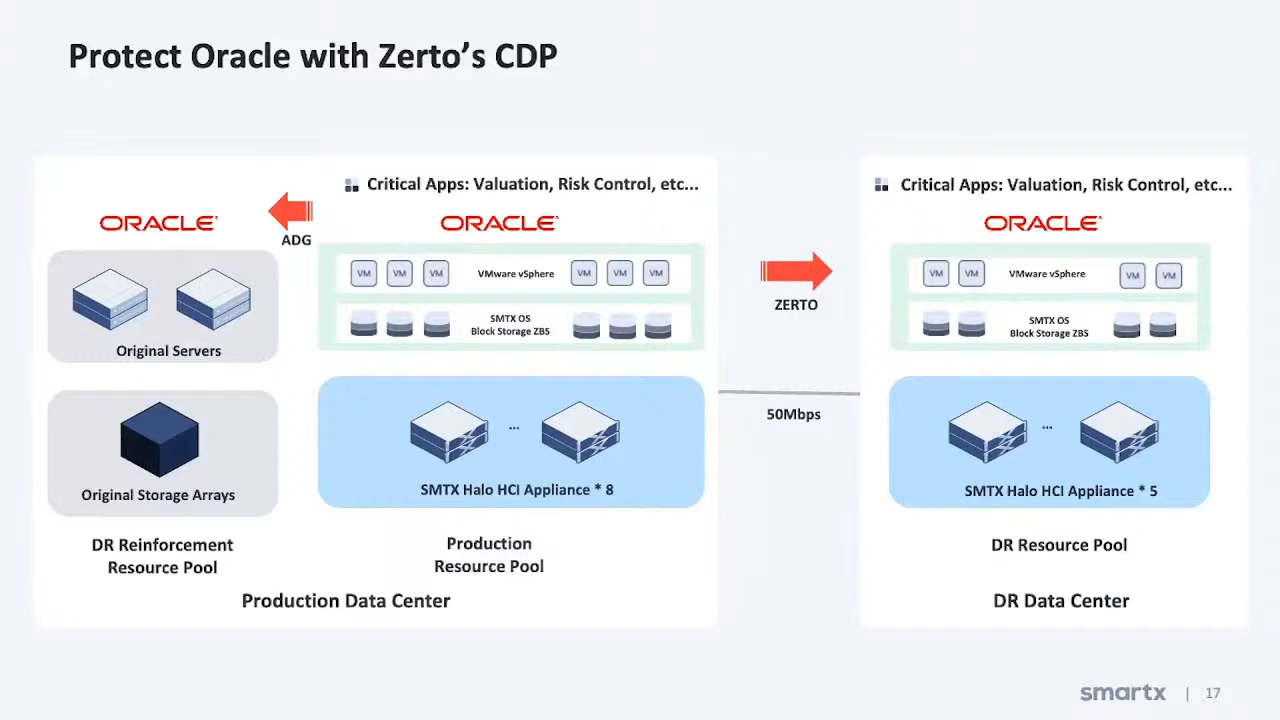 Protect Oracle with Zerto's CDP
Critical Apps: Valuation, Risk Control, etc...
ORACLE
ADG
ORACLE
Original Servers
VM VM VM VMware vSphere VM VM VM
SMTX OS
Block Storage ZBS
Original Storage Arrays
...
SMTX Halo HCI Appliance * 8
DR Reinforcement
Resource Pool
Production
Resource Pool
Production Data Center
ZERTO
50Mbps
Critical Apps: Valuation, Risk Control, etc...
ORACLE
VM VM VMware vSphere VM VM
SMTX OS
Block Storage ZBS
...
SMTX Halo HCI Appliance * 5
DR Resource Pool
DR Data Center
smartx | 17